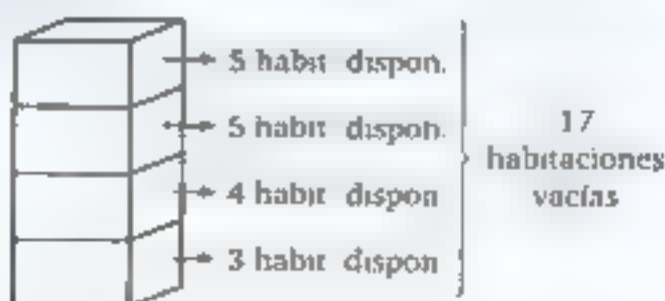 5 habit dispon.
5 habit dispon.
4 habit dispon
3 habit dispon
17
habitaciones
vacías